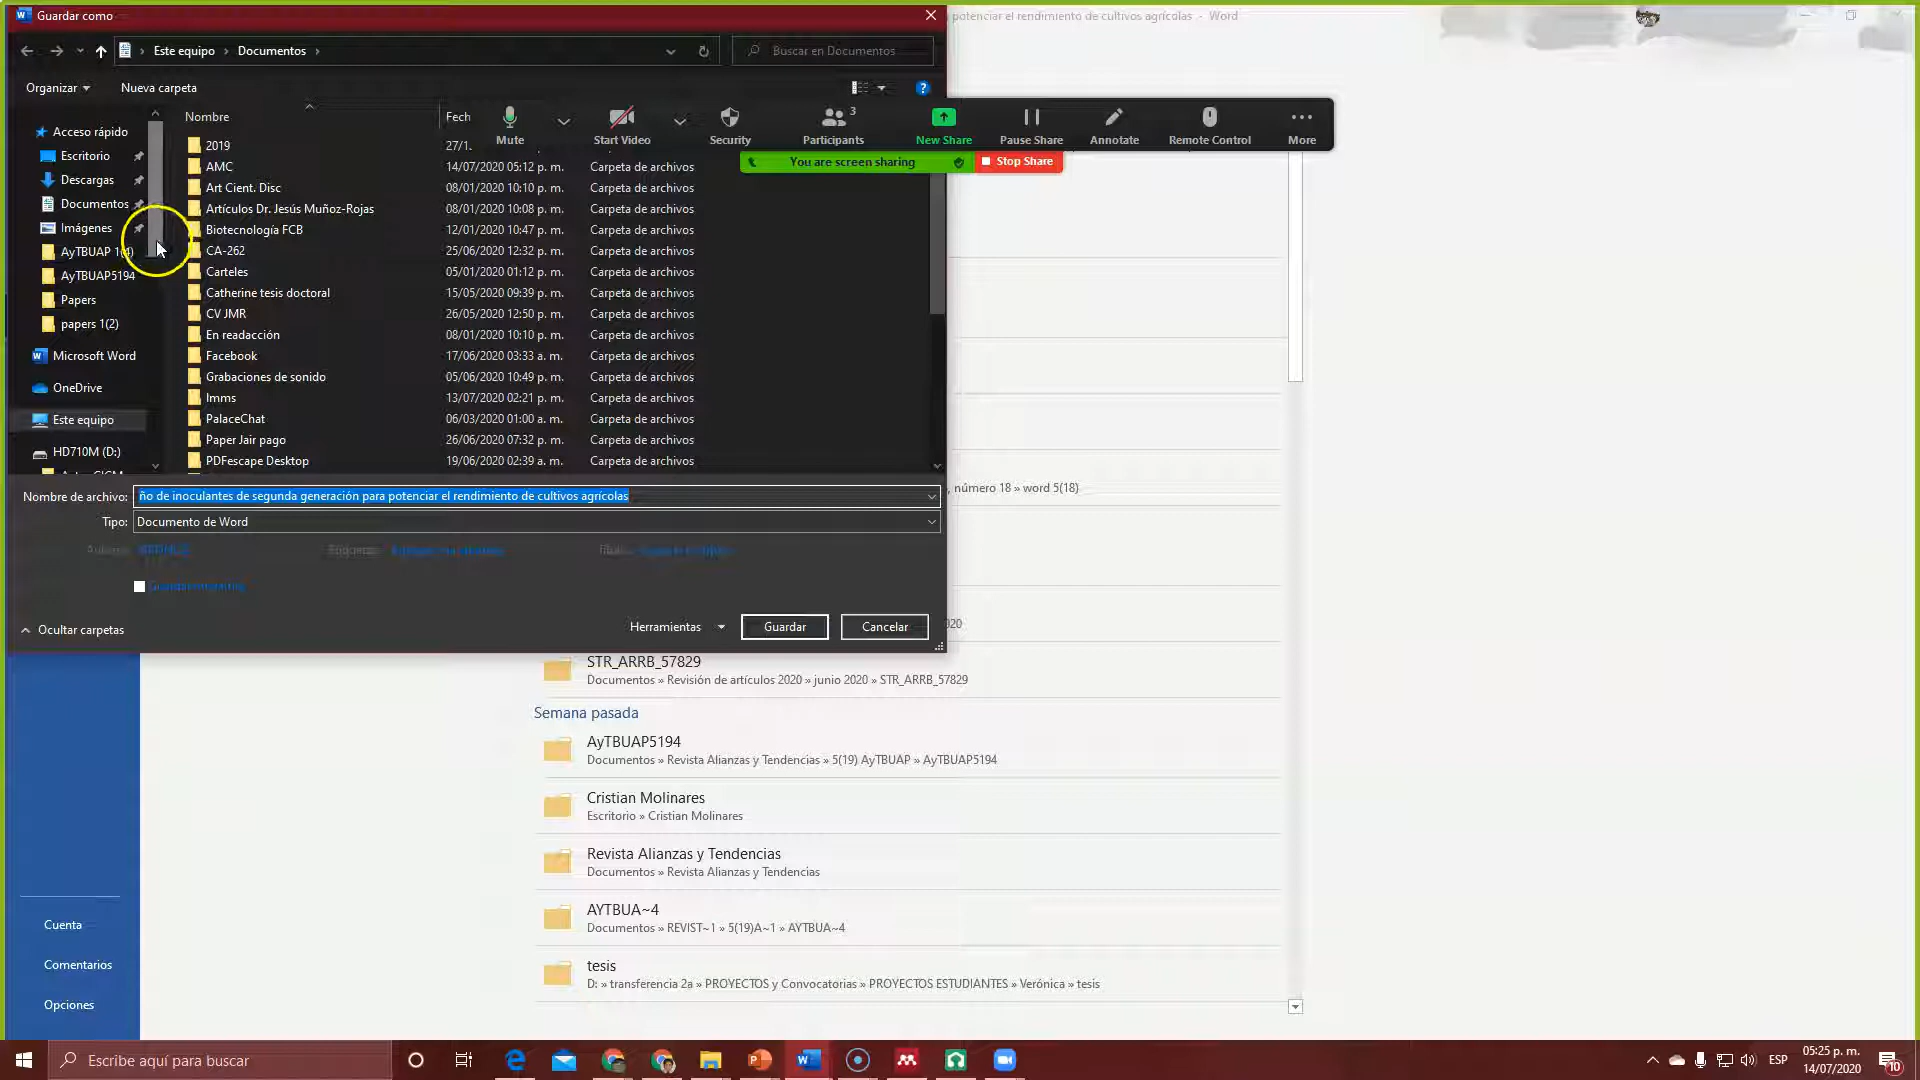 Guardar como
potenciar el rendimiento de cultivos agrícolas - Word
Este equipo > Documentos >
Buscar en Documentos
Organizar
Nueva carpeta
Nombre
Fech
Mute
Start Video
Security
Participants 3
New Share
Pause Share
Annotate
Remote Control
More
You are screen sharing
Stop Share
Acceso rápido
Escritorio
Descargas
Documentos
Imágenes
AyTBUAP 1(4)
AyTBUAP5194
Papers
papers 1(2)
Microsoft Word
OneDrive
Este equipo
HD710M (D:)
2019 27/1.
AMC 14/07/2020 05:12 p. m. Carpeta de archivos
Art Cient. Disc 08/01/2020 10:10 p. m. Carpeta de archivos
Artículos Dr. Jesús Muñoz-Rojas 08/01/2020 10:08 p. m. Carpeta de archivos
Biotecnología FCB 12/01/2020 10:47 p. m. Carpeta de archivos
CA-262 25/06/2020 12:32 p. m. Carpeta de archivos
Carteles 05/01/2020 01:12 p. m. Carpeta de archivos
Catherine tesis doctoral 15/05/2020 09:39 p. m. Carpeta de archivos
CV JMR 26/05/2020 12:50 p. m. Carpeta de archivos
En readacción 08/01/2020 10:10 p. m. Carpeta de archivos
Facebook 17/06/2020 03:33 a. m. Carpeta de archivos
Grabaciones de sonido 05/06/2020 10:49 p. m. Carpeta de archivos
Imms 13/07/2020 02:21 p. m. Carpeta de archivos
PalaceChat 06/03/2020 01:00 a. m. Carpeta de archivos
Paper Jair pago 26/06/2020 07:32 p. m. Carpeta de archivos
PDFescape Desktop 19/06/2020 02:39 a. m. Carpeta de archivos
Nombre de archivo: ño de inoculantes de segunda generación para potenciar el rendimiento de cultivos agrícolas
, número 18 » word 5(18)
Tipo: Documento de Word
Ocultar carpetas
Herramientas
Guardar
Cancelar
020
STR_ARRB_57829
Documentos » Revisión de artículos 2020 » junio 2020 » STR_ARRB_57829
Semana pasada
AyTBUAP5194
Documentos » Revista Alianzas y Tendencias » 5(19) AyTBUAP » AyTBUAP5194
Cristian Molinares
Escritorio » Cristian Molinares
Revista Alianzas y Tendencias
Documentos » Revista Alianzas y Tendencias
AYTBUA~4
Documentos » REVIST~1 » 5(19)A~1 » AYTBUA~4
tesis
D: » transferencia 2a » PROYECTOS y Convocatorias » PROYECTOS ESTUDIANTES » Verónica » tesis
Cuenta
Comentarios
Opciones
Escribe aquí para buscar
ESP
05:25 p. m.
14/07/2020
10